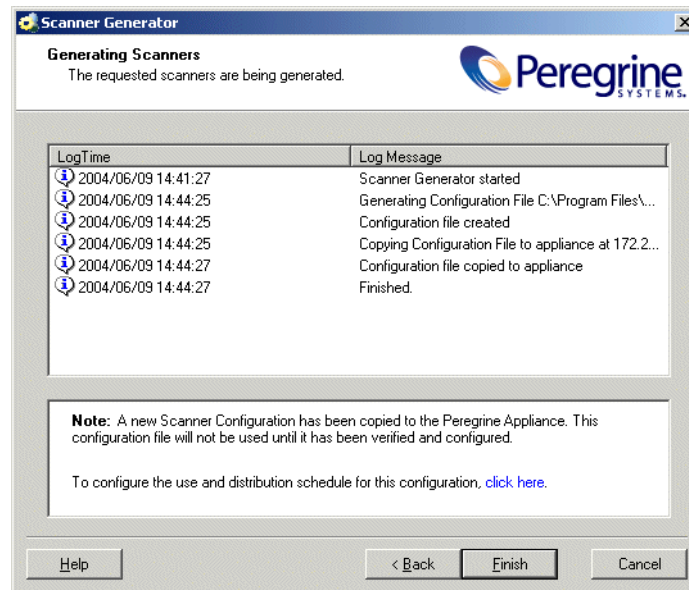 Scanner Generator
Generating Scanners
The requested scanners are being generated.
Peregrine
SYSTEMS.
LogTime Log Message
2004/06/09 14:41:27 Scanner Generator started
2004/06/09 14:44:25 Generating Configuration File C:\Program Files\...
2004/06/09 14:44:25 Configuration file created
2004/06/09 14:44:25 Copying Configuration File to appliance at 172.2...
2004/06/09 14:44:27 Configuration file copied to appliance
2004/06/09 14:44:27 Finished.
Note: A new Scanner Configuration has been copied to the Peregrine Appliance. This
configuration file will not be used until it has been verified and configured.
To configure the use and distribution schedule for this configuration, click here.
Help < Back Finish Cancel